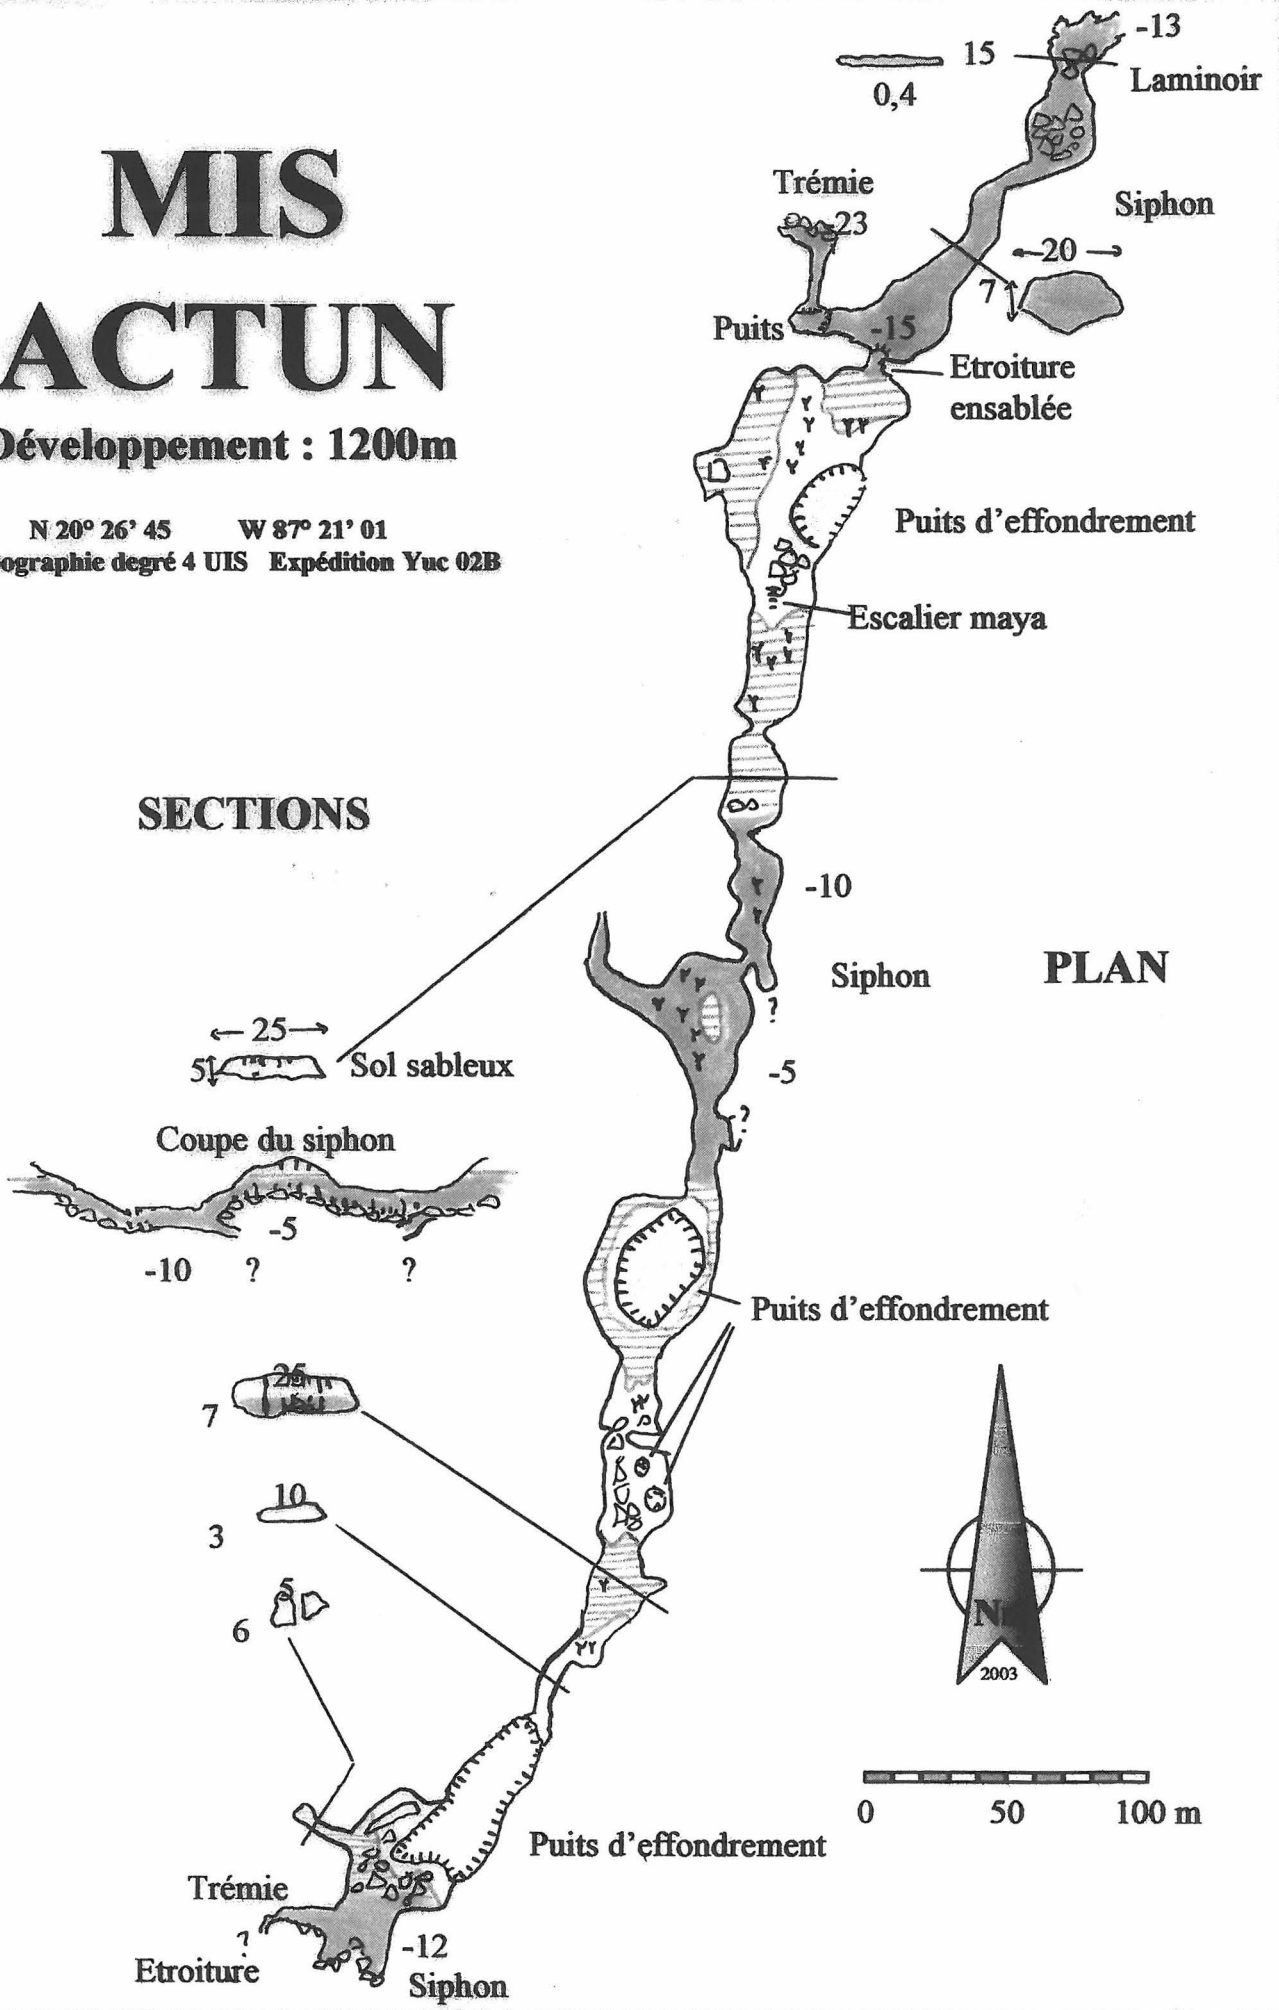 MIS
ACTUN
Développement : 1200m
N 20° 26' 45 W 87° 21' 01
ographie degré 4 UIS Expédition Yuc 02B
-13
15
Laminoir
0,4
Trémie
-23
Siphon
←20→
7
Puits
-15
Etroiture
ensablée
Puits d'effondrement
Escalier maya
SECTIONS
-10
Siphon
PLAN
?
←25→
5
Sol sableux
-5
?
Coupe du siphon
-5
-10
?
?
Puits d'effondrement
25
7
10
3
5
6
2003
0
50
100 m
Puits d'effondrement
Trémie
?
Etroiture
-12
Siphon